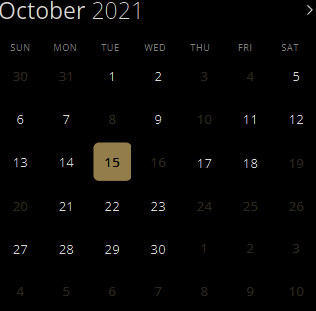 October 2021
SUN MON TUE WED THU FRI SAT
30 31 1 2 3 4 5
6 7 8 9 10 11 12
13 14 15 16 17 18 19
20 21 22 23 24 25 26
27 28 29 30 1 2 3
4 5 6 7 8 9 10